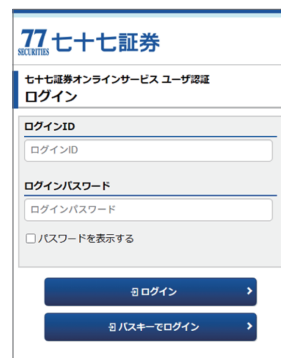 77
SECURITIES
七十七証券
七十七証券オンラインサービス ユーザ認証
ログイン
ログインID
ログインID
ログインパスワード
ログインパスワード
パスワードを表示する
ログイン
パスキーでログイン